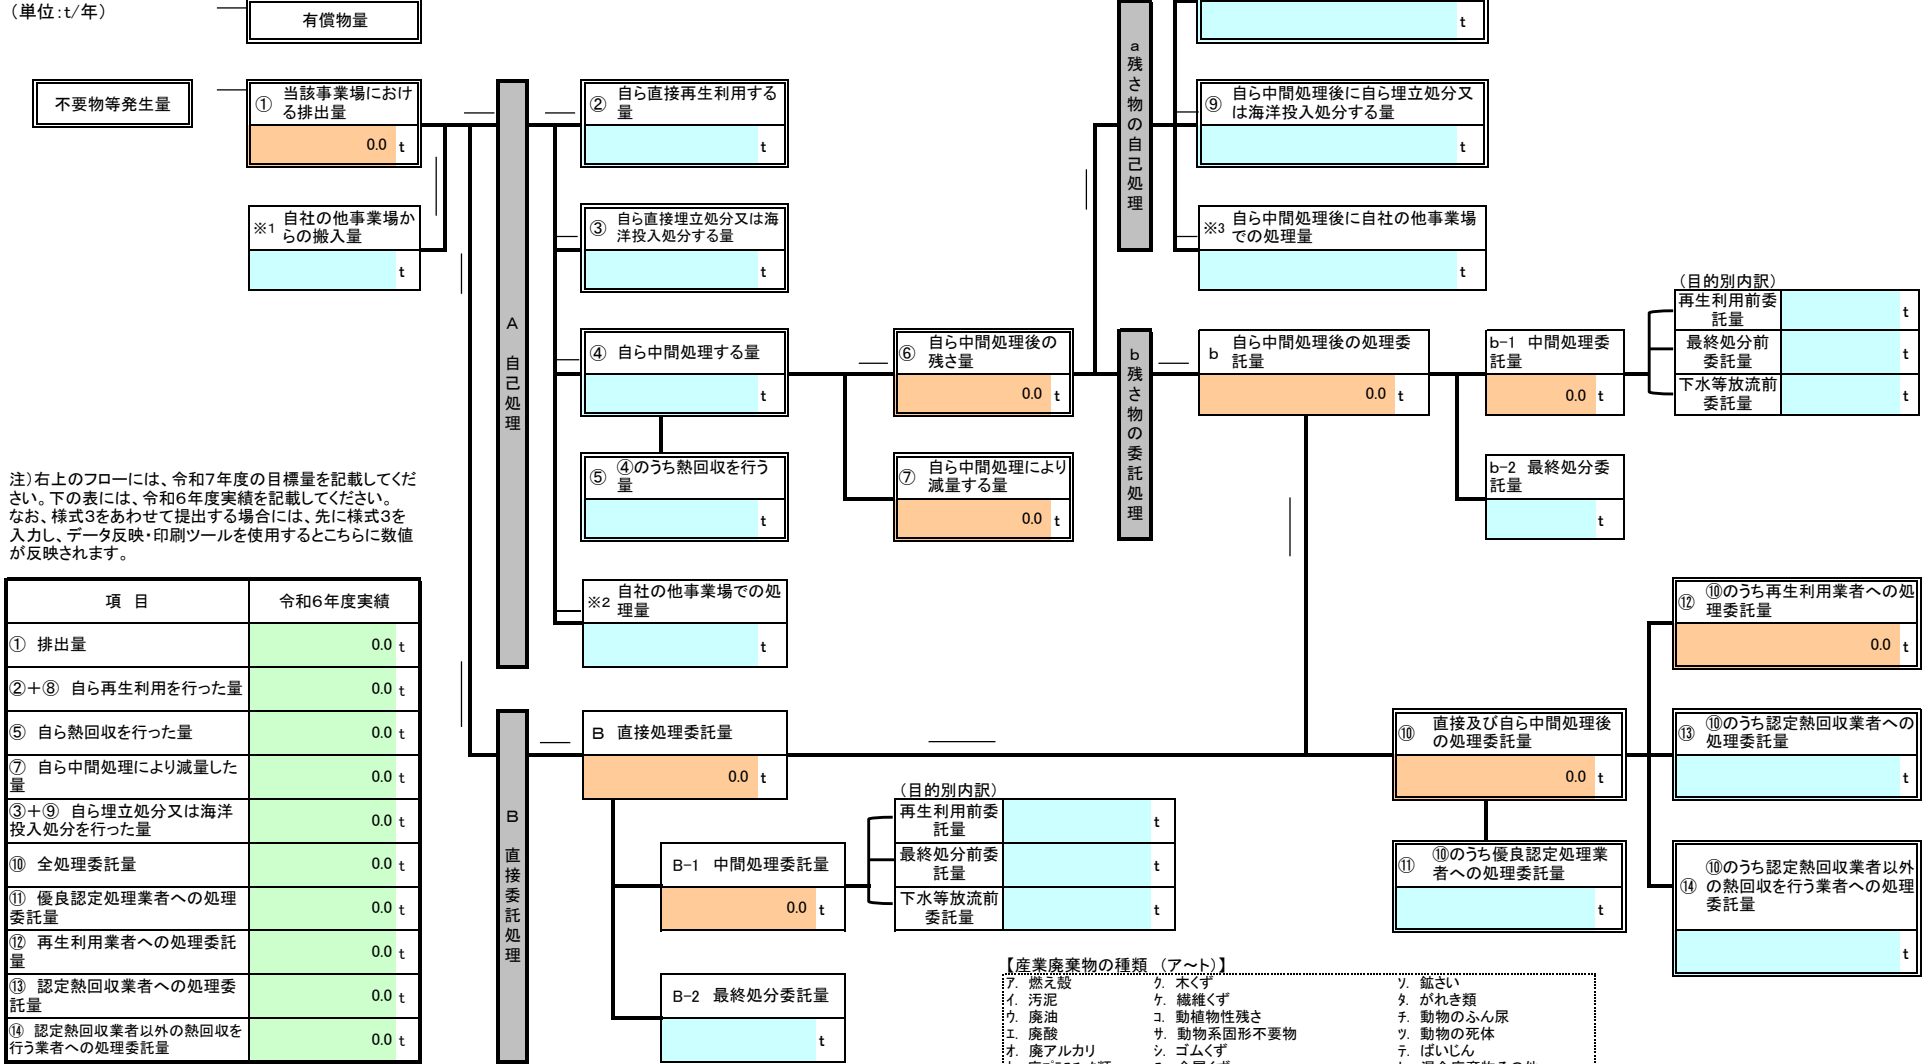 （単位：t/年）
有償物量
t
不要物等発生量
① 当該事業場におけ
る排出量
0.0 t
※1 自社の他事業場か
らの搬入量
t
A 自己処理
② 自ら直接再生利用する
量
t
③ 自ら直接埋立処分又は海
洋投入処分する量
t
④ 自ら中間処理する量
t
⑤ ④のうち熱回収を行う
量
t
※2 自社の他事業場での処
理量
t
⑥ 自ら中間処理後の
残さ量
0.0 t
⑦ 自ら中間処理により
減量する量
0.0 t
a残さ物の自己処理
⑨ 自ら中間処理後に自ら埋立処分又
は海洋投入処分する量
t
※3 自ら中間処理後に自社の他事業場
での処理量
t
b残さ物の委託処理
b 自ら中間処理後の処理委
託量
0.0 t
b-1 中間処理委
託量
0.0 t
（目的別内訳）
再生利用前委
託量
t
最終処分前
委託量
t
下水等放流前
委託量
t
b-2 最終処分委
託量
t
注）右上のフローには、令和7年度の目標量を記載してくだ
さい。下の表には、令和6年度実績を記載してください。
なお、様式3をあわせて提出する場合には、先に様式3を
入力し、データ反映・印刷ツールを使用するとこちらに数値
が反映されます。
項 目 令和6年度実績
① 排出量 0.0 t
②＋⑧ 自ら再生利用を行った量 0.0 t
⑤ 自ら熱回収を行った量 0.0 t
⑦ 自ら中間処理により減量した
量 0.0 t
③＋⑨ 自ら埋立処分又は海洋
投入処分を行った量 0.0 t
⑩ 全処理委託量 0.0 t
⑪ 優良認定処理業者への処理
委託量 0.0 t
⑫ 再生利用業者への処理委託
量 0.0 t
⑬ 認定熱回収業者への処理委
託量 0.0 t
⑭ 認定熱回収業者以外の熱回収を
行う業者への処理委託量 0.0 t
B 直接委託処理
B 直接処理委託量
0.0 t
B-1 中間処理委託量
0.0 t
（目的別内訳）
再生利用前委
託量
t
最終処分前委
託量
t
下水等放流前
委託量
t
B-2 最終処分委託量
t
⑩ 直接及び自ら中間処理後
の処理委託量
0.0 t
⑪ ⑩のうち優良認定処理業
者への処理委託量
t
⑫ ⑩のうち再生利用業者への処
理委託量
0.0 t
⑬ ⑩のうち認定熱回収業者への
処理委託量
t
⑭ ⑩のうち認定熱回収業者以外
の熱回収を行う業者への処理
委託量
t
【産業廃棄物の種類 （ア～ト）】
ア. 燃え殻 ク. 木くず ソ. 鉱さい
イ. 汚泥 ケ. 繊維くず タ. がれき類
ウ. 廃油 コ. 動植物性残さ チ. 動物のふん尿
エ. 廃酸 サ. 動物系固形不要物 ツ. 動物の死体
オ. 廃アルカリ シ. ゴムくず テ. ばいじん